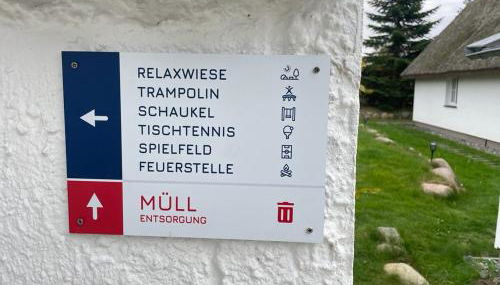 RELAXWIESE
TRAMPOLIN
SCHAUKEL
TISCHTENNIS
SPIELFELD
FEUERSTELLE
MÜLL
ENTSORGUNG